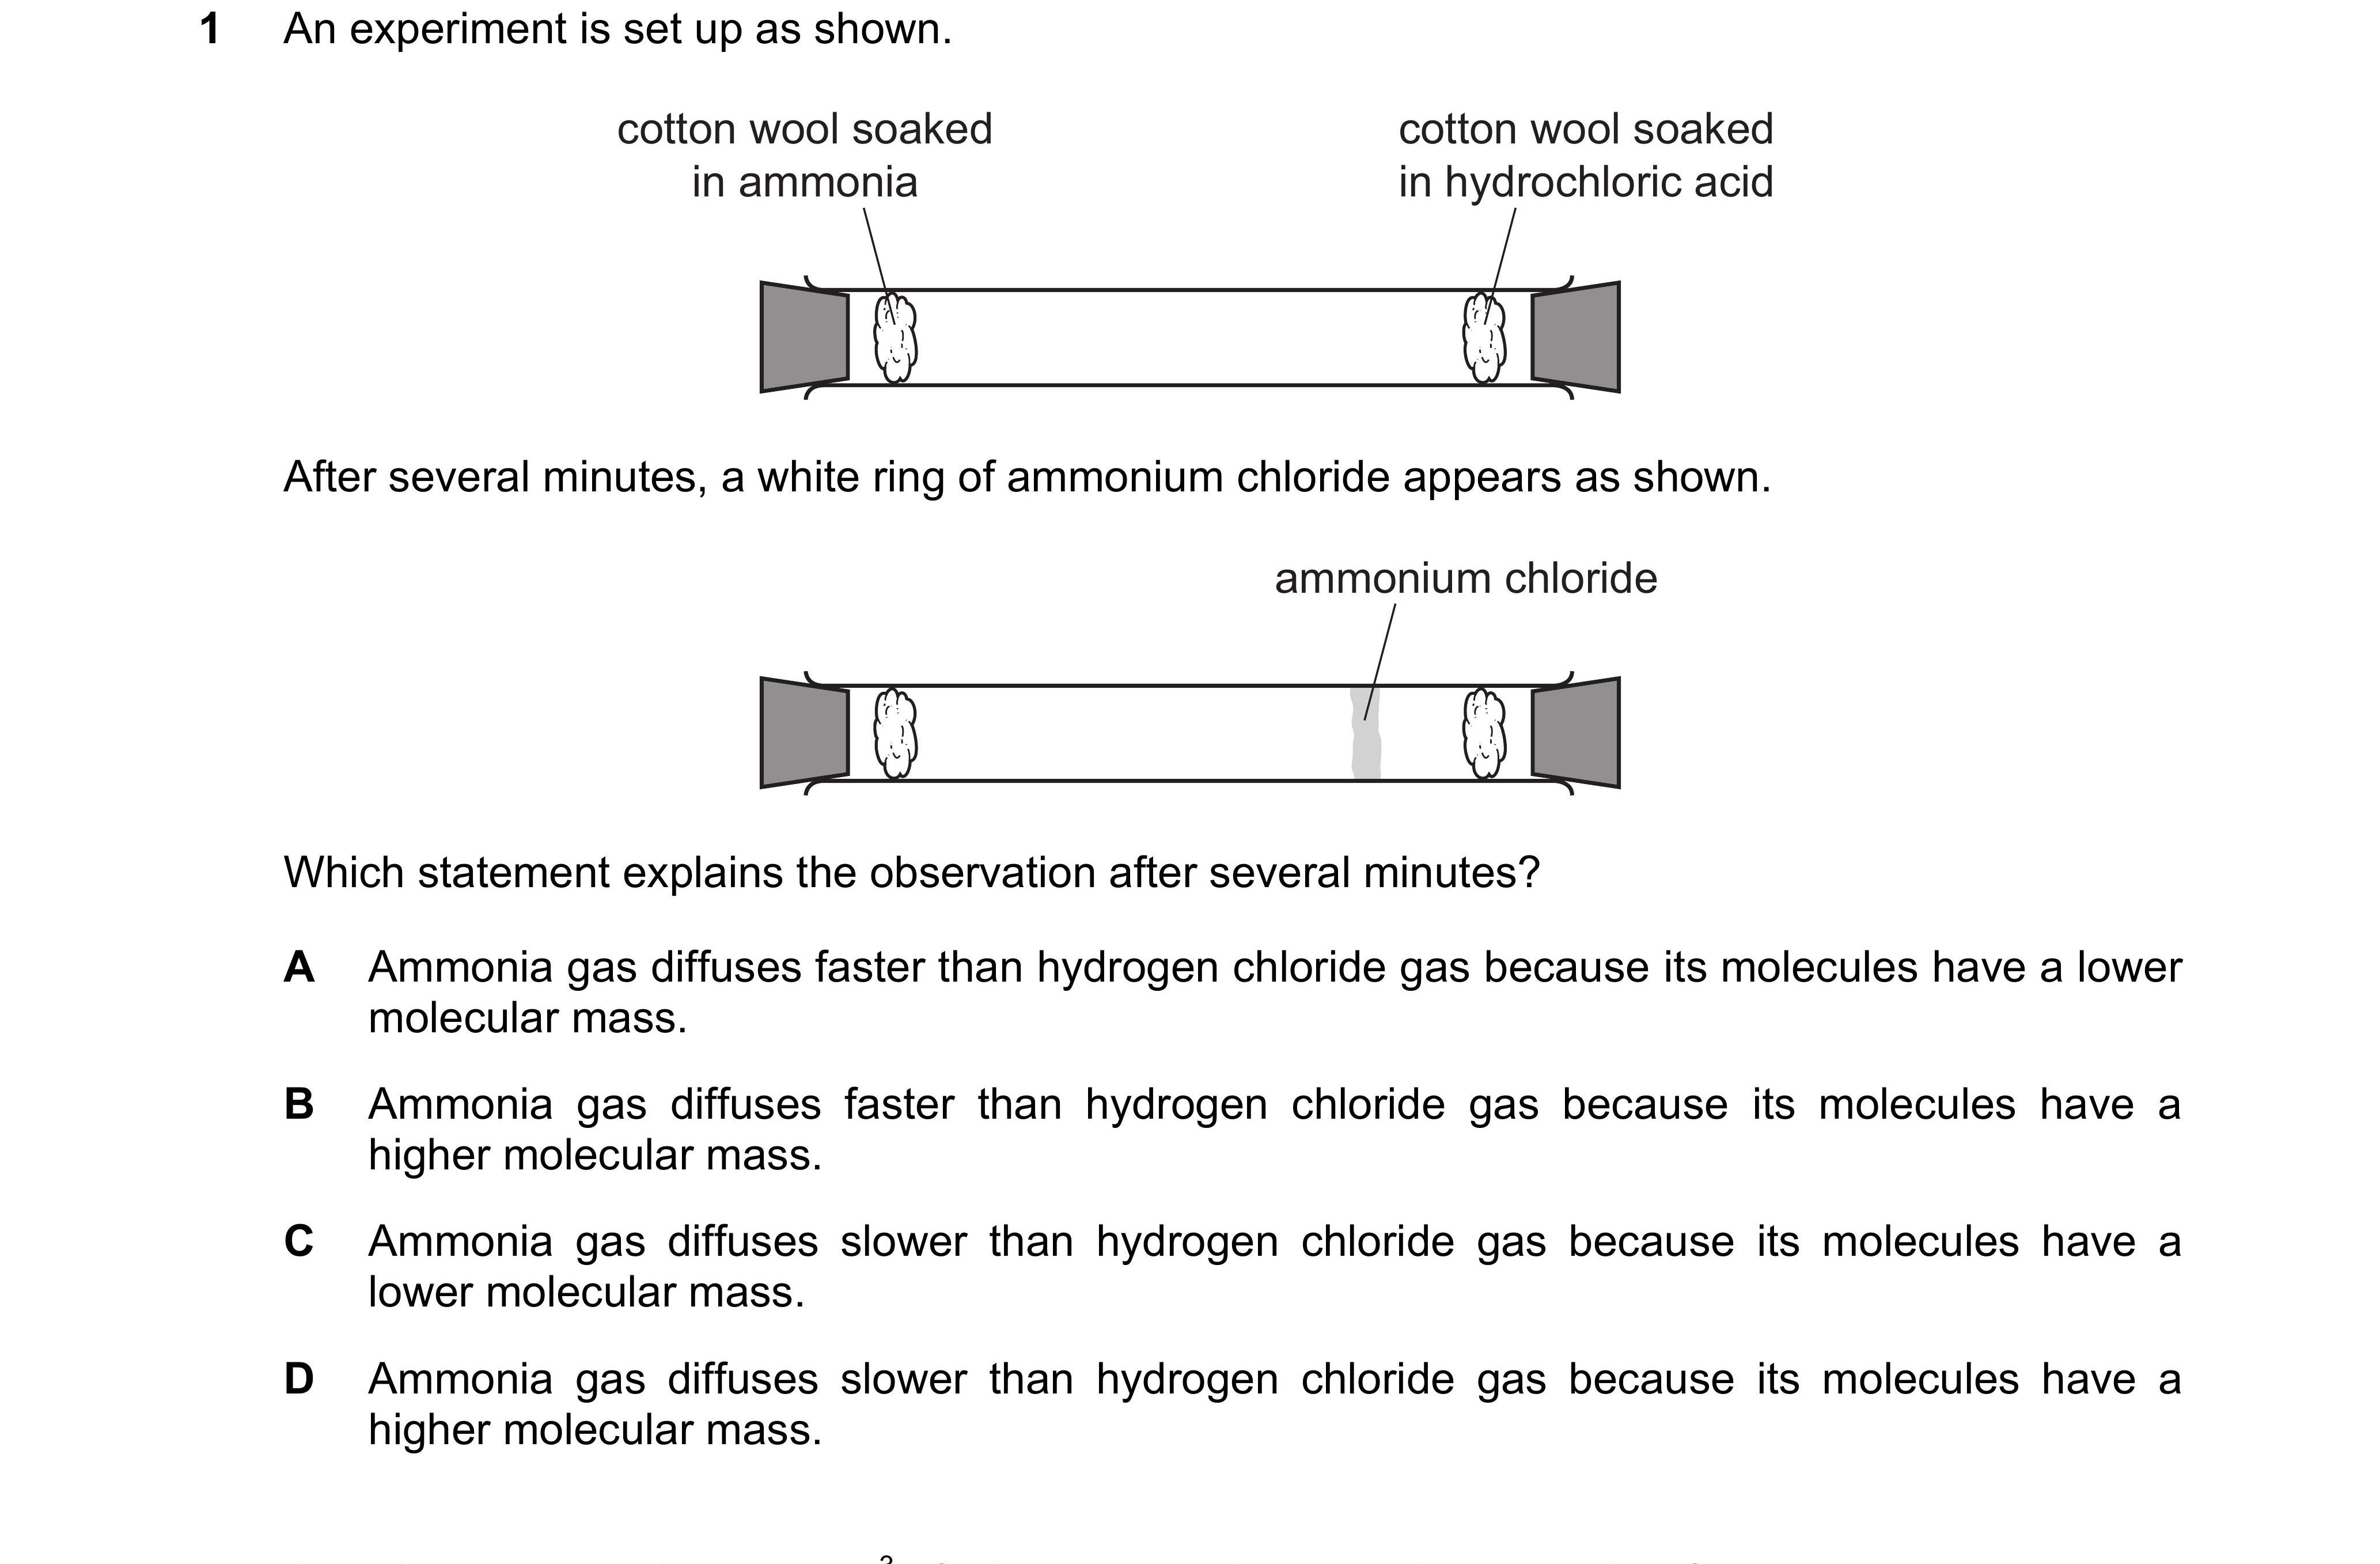 1 An experiment is set up as shown.
cotton wool soaked
in ammonia
cotton wool soaked
in hydrochloric acid
After several minutes, a white ring of ammonium chloride appears as shown.
ammonium chloride
Which statement explains the observation after several minutes?
A Ammonia gas diffuses faster than hydrogen chloride gas because its molecules have a lower
molecular mass.
B Ammonia gas diffuses faster than hydrogen chloride gas because its molecules have a
higher molecular mass.
C Ammonia gas diffuses slower than hydrogen chloride gas because its molecules have a
lower molecular mass.
D Ammonia gas diffuses slower than hydrogen chloride gas because its molecules have a
higher molecular mass.